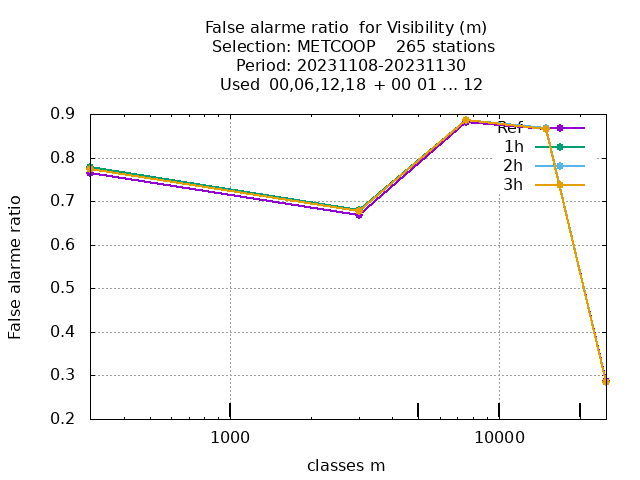 False alarme ratio  for Visibility (m)
Selection: METCOOP    265 stations
Period: 20231108-20231130
Used  00,06,12,18  + 00 01 ... 12
False alarme ratio
0.9
0.8
0.7
0.6
0.5
0.4
0.3
0.2
Ref
1h
2h
3h
1000
10000
classes m